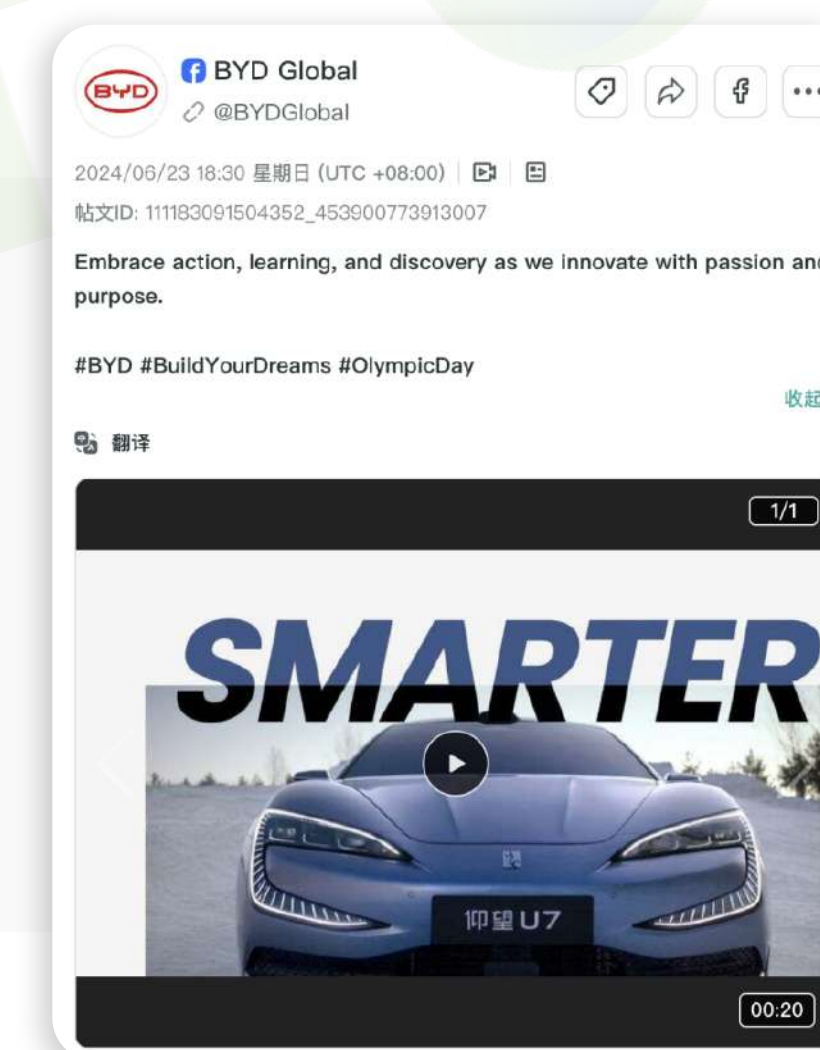 BYD
BYD Global
@BYDGlobal
2024/06/23 18:30 星期日 (UTC +08:00)
帖文ID: 111183091504352_453900773913007
Embrace action, learning, and discovery as we innovate with passion and
purpose.
#BYD #BuildYourDreams #OlympicDay
收起
翻译
1/1
SMARTER
仰望 U7
00:20